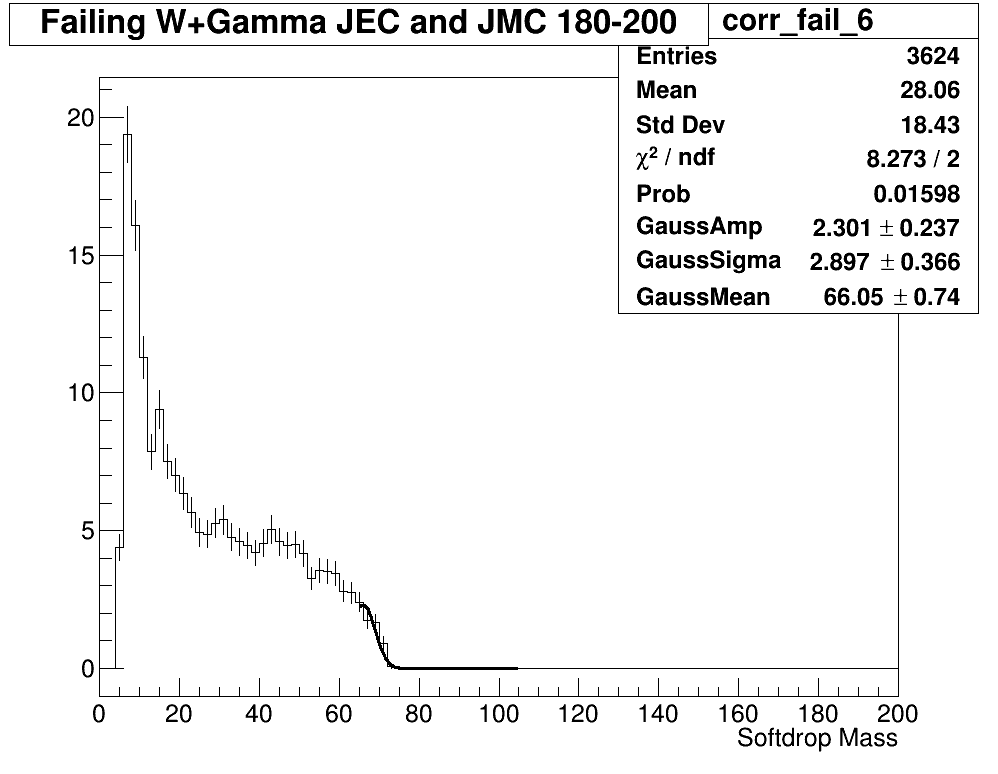 Failing W+Gamma JEC and JMC 180-200
corr_fail_6
Entries 3624
Mean 28.06
Std Dev 18.43
χ² / ndf 8.273 / 2
Prob 0.01598
GaussAmp 2.301 ± 0.237
GaussSigma 2.897 ± 0.366
GaussMean 66.05 ± 0.74
20
15
10
5
0
0 20 40 60 80 100 120 140 160 180 200
Softdrop Mass